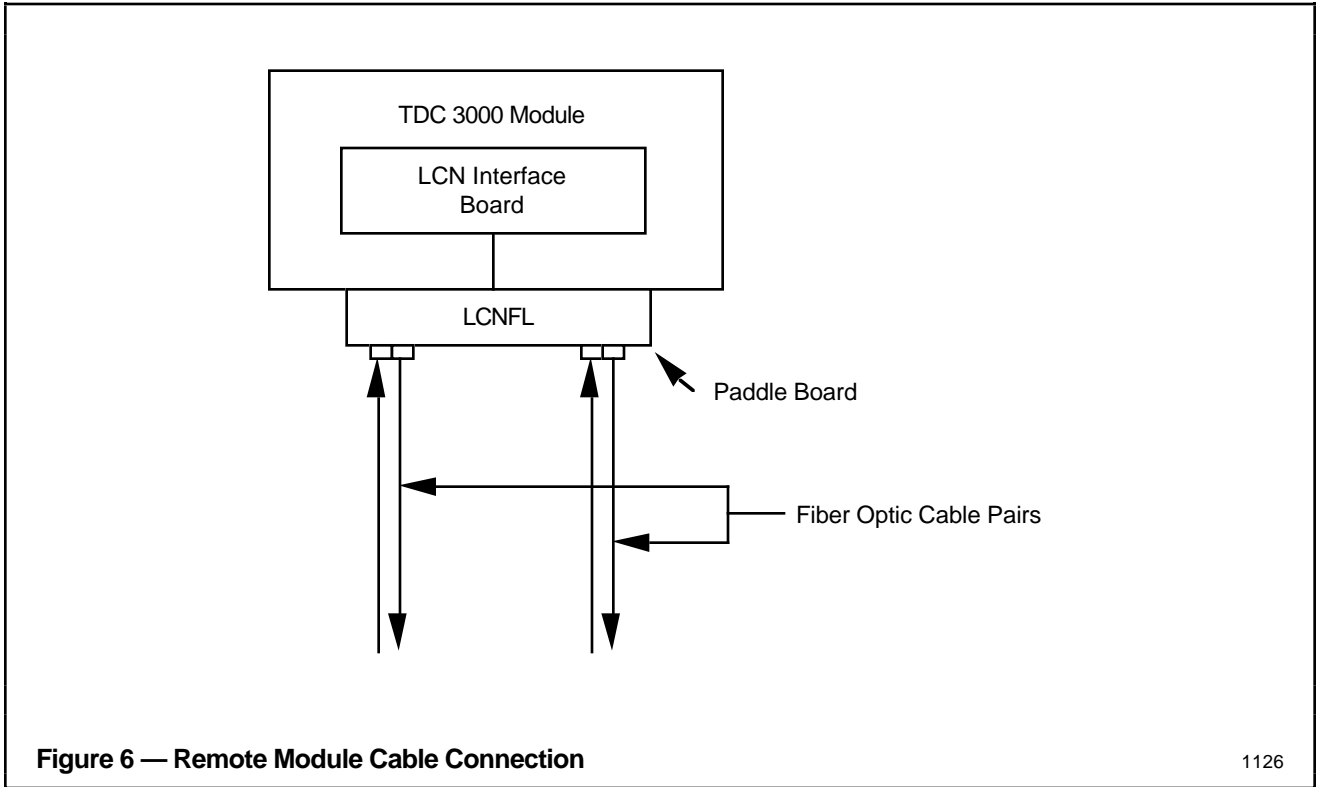 TDC 3000 Module
LCN Interface
Board
LCNFL
Paddle Board
Fiber Optic Cable Pairs
Figure 6 — Remote Module Cable Connection
1126